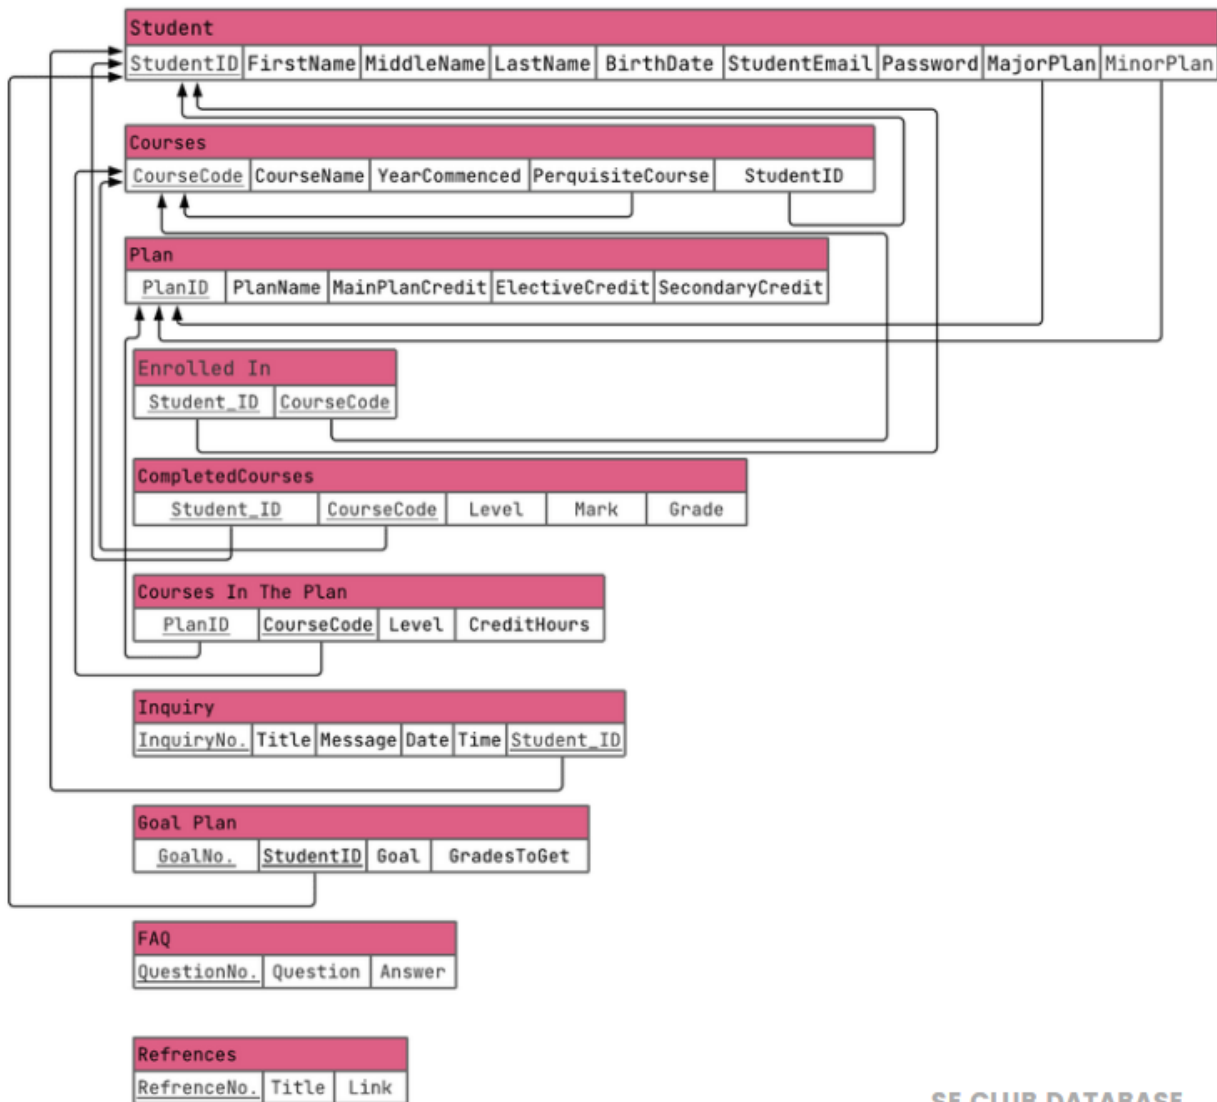 Student
StudentID FirstName MiddleName LastName BirthDate StudentEmail Password MajorPlan MinorPlan
Courses
CourseCode CourseName YearCommenced PerquisiteCourse StudentID
Plan
PlanID PlanName MainPlanCredit ElectiveCredit SecondaryCredit
Enrolled In
Student_ID CourseCode
CompletedCourses
Student_ID CourseCode Level Mark Grade
Courses In The Plan
PlanID CourseCode Level CreditHours
Inquiry
InquiryNo. Title Message Date Time Student_ID
Goal Plan
GoalNo. StudentID Goal GradesToGet
FAQ
QuestionNo. Question Answer
Refrences
RefrenceNo. Title Link
SE CLUB DATABASE